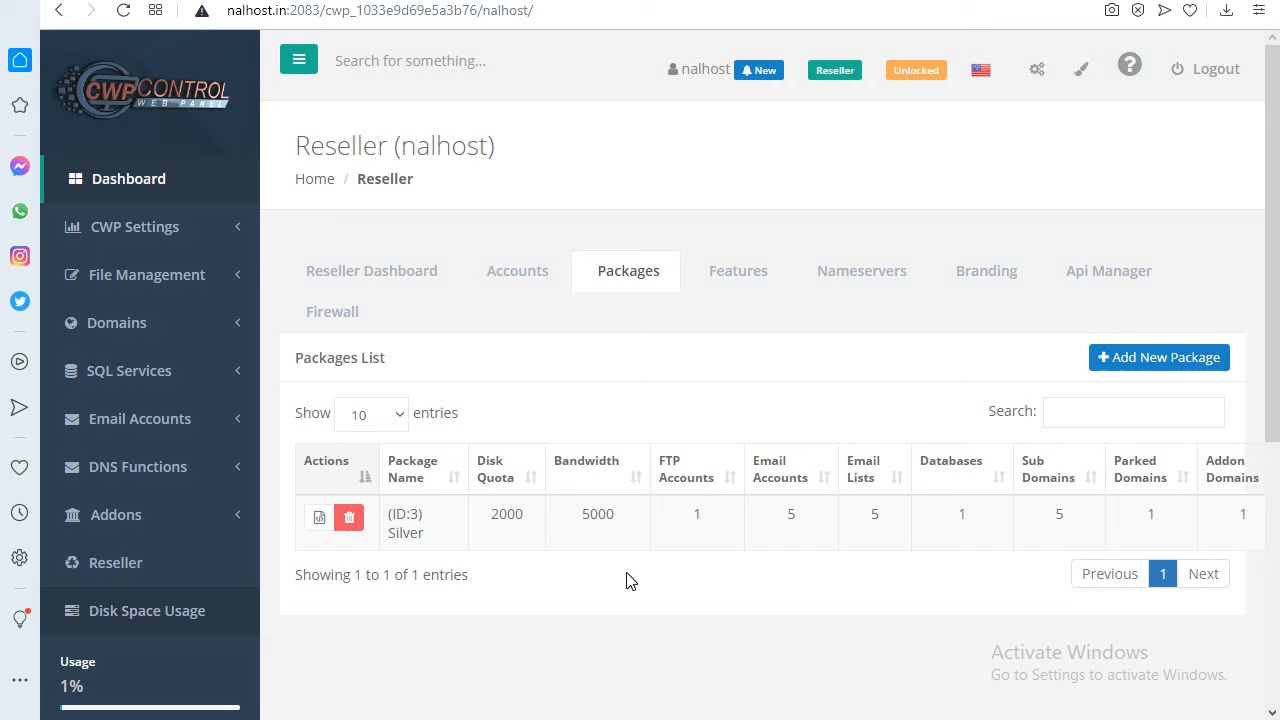 nalhost.in:2083/cwp_1033e9d69e5a3b76/nalhost/
CWPCONTROL
WEB PANEL
Search for something...
nalhost New Reseller Unlocked Logout
Reseller (nalhost)
Home / Reseller
Dashboard
CWP Settings
File Management
Domains
SQL Services
Email Accounts
DNS Functions
Addons
Reseller
Disk Space Usage
Usage
1%
Reseller Dashboard Accounts Packages Features Nameservers Branding Api Manager
Firewall
Packages List
Add New Package
Show 10 entries
Search:
Actions Package Name Disk Quota Bandwidth FTP Accounts Email Accounts Email Lists Databases Sub Domains Parked Domains Addon Domains
(ID:3) Silver 2000 5000 1 5 5 1 5 1 1
Showing 1 to 1 of 1 entries
Previous 1 Next
Activate Windows
Go to Settings to activate Windows.